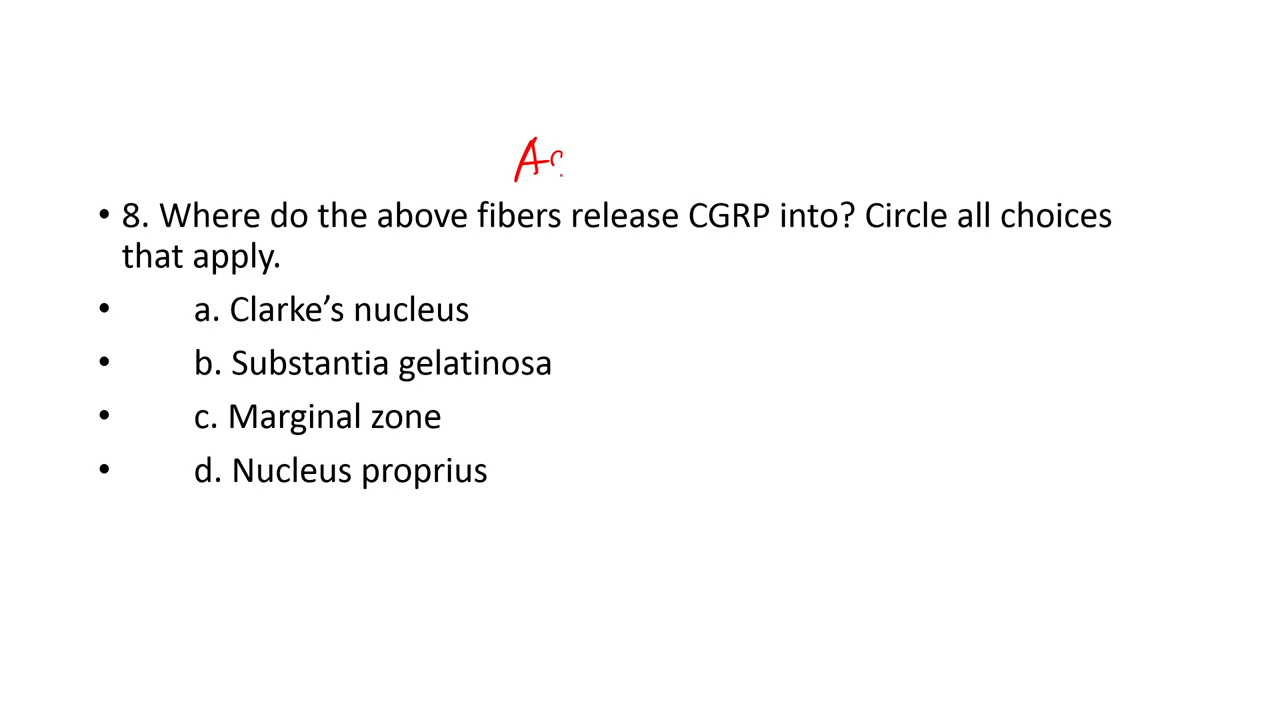 • 8. Where do the above fibers release CGRP into? Circle all choices
that apply.
• a. Clarke’s nucleus
• b. Substantia gelatinosa
• c. Marginal zone
• d. Nucleus proprius